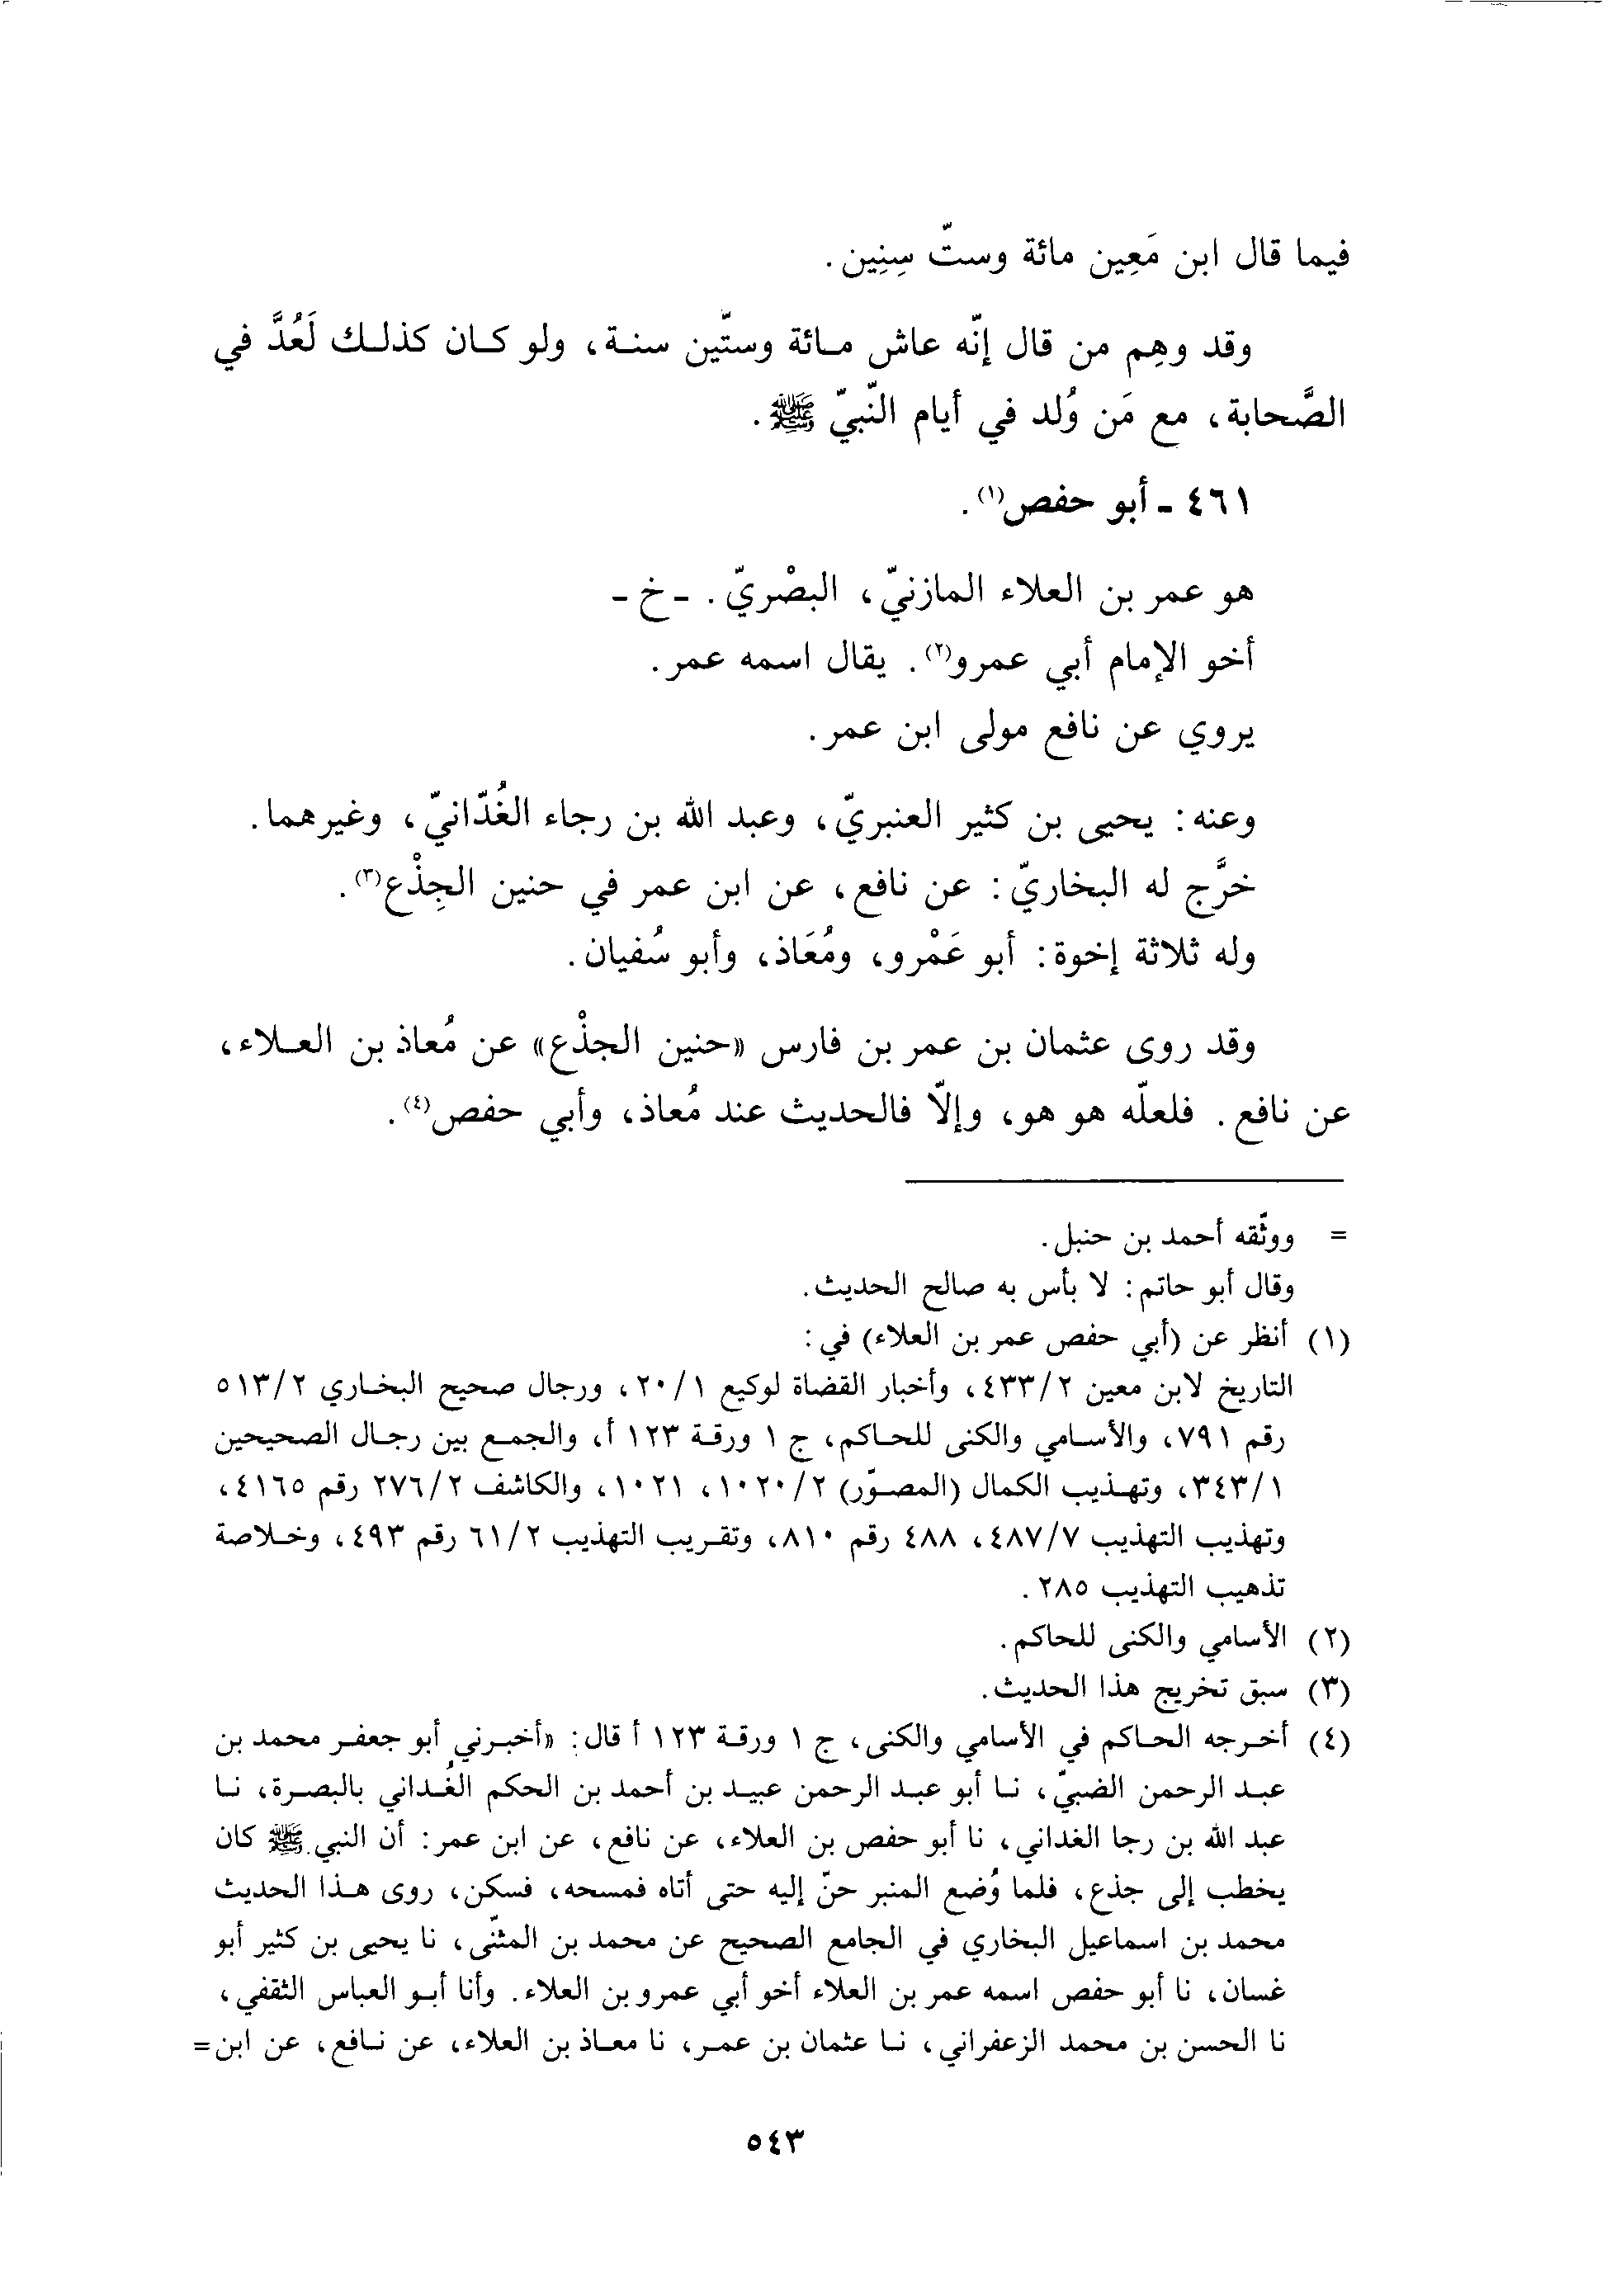 فيما قال ابن مَعِين مائة وستّ سِنِين.
وقد وهِم من قال إنّه عاش مائة وستّين سنة، ولو كان كذلك لَعُدَّ في
الصَّحابة، مع مَن وُلد في أيام النّبيّ ﷺ.
٤٦١ - أبو حفص(١).
هو عمر بن العلاء المازنيّ، البصْريّ. - خ -
أخو الإمام أبي عمرو(٢). يقال اسمه عمر.
يروي عن نافع مولى ابن عمر.
وعنه: يحيى بن كثير العنبريّ، وعبد الله بن رجاء الغُدّانيّ، وغيرهما.
خرَّج له البخاريّ: عن نافع، عن ابن عمر في حنين الجِذْع(٣).
وله ثلاثة إخوة: أبو عَمْرو، ومُعَاذ، وأبو سُفيان.
وقد روى عثمان بن عمر بن فارس «حنين الجذْع» عن مُعاذ بن العلاء،
عن نافع. فلعلّه هو هو، وإلّا فالحديث عند مُعاذ، وأبي حفص(٤).
= ووثّقه أحمد بن حنبل.
وقال أبو حاتم: لا بأس به صالح الحديث.
(١) أنظر عن (أبي حفص عمر بن العلاء) في:
التاريخ لابن معين ٢/٤٣٣، وأخبار القضاة لوكيع ١/٢٠، ورجال صحيح البخاري ٢/٥١٣
رقم ٧٩١، والأسامي والكنى للحاكم، ج ١ ورقة ١٢٣ أ، والجمع بين رجال الصحيحين
١/٣٤٣، وتهذيب الكمال (المصوّر) ٢/١٠٢٠، ١٠٢١، والكاشف ٢/٢٧٦ رقم ٤١٦٥،
وتهذيب التهذيب ٧/٤٨٧، ٤٨٨ رقم ٨١٠، وتقريب التهذيب ٢/٦١ رقم ٤٩٣، وخلاصة
تذهيب التهذيب ٢٨٥.
(٢) الأسامي والكنى للحاكم.
(٣) سبق تخريج هذا الحديث.
(٤) أخرجه الحاكم في الأسامي والكنى، ج ١ ورقة ١٢٣ أ قال: «أخبرني أبو جعفر محمد بن
عبد الرحمن الضبيّ، نا أبو عبد الرحمن عبيد بن أحمد بن الحكم الغُداني بالبصرة، نا
عبد الله بن رجا الغداني، نا أبو حفص بن العلاء، عن نافع، عن ابن عمر: أن النبي ﷺ كان
يخطب إلى جذع، فلما وُضع المنبر حنّ إليه حتى أتاه فمسحه، فسكن، روى هذا الحديث
محمد بن اسماعيل البخاري في الجامع الصحيح عن محمد بن المثنّى، نا يحيى بن كثير أبو
غسان، نا أبو حفص اسمه عمر بن العلاء أخو أبي عمرو بن العلاء. وأنا أبو العباس الثقفي،
نا الحسن بن محمد الزعفراني، نا عثمان بن عمر، نا معاذ بن العلاء، عن نافع، عن ابن =
٥٤٣